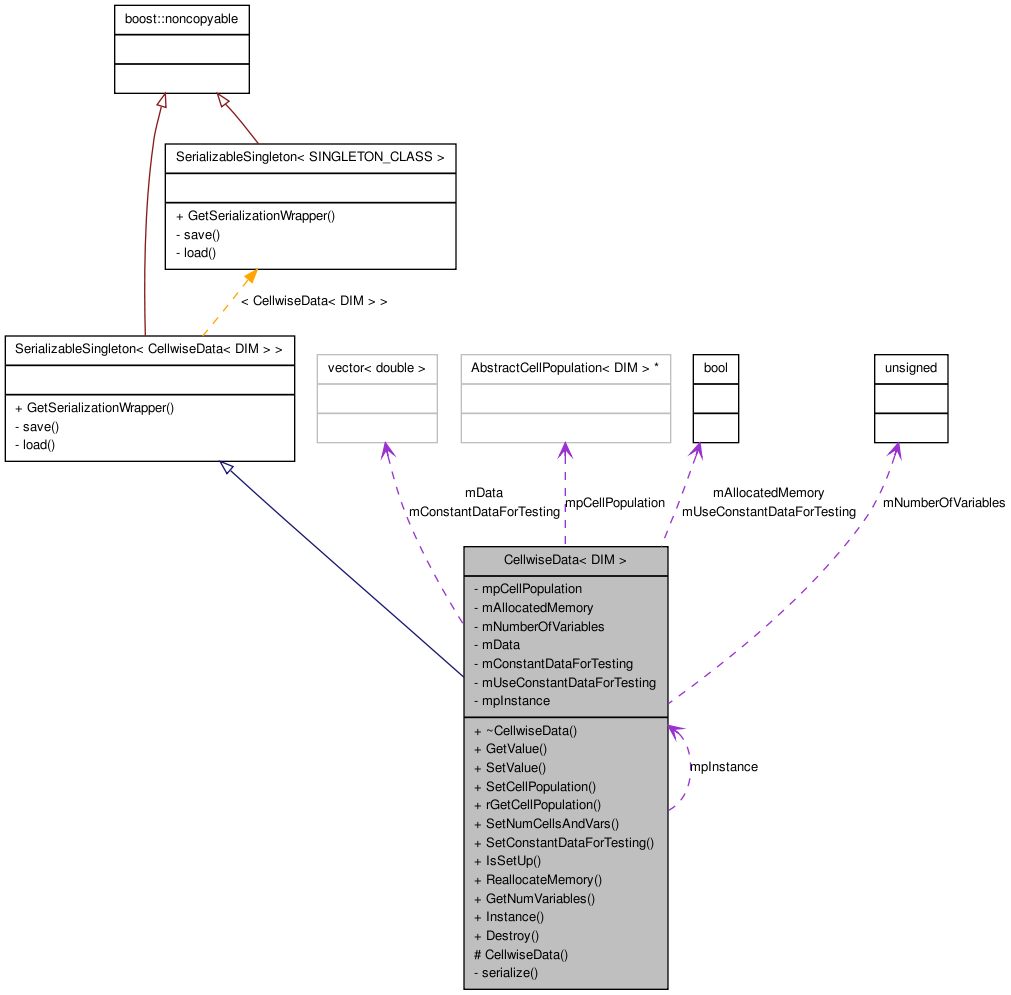 boost::noncopyable
SerializableSingleton< SINGLETON_CLASS >
+ GetSerializationWrapper()
- save()
- load()
< CellwiseData< DIM > >
SerializableSingleton< CellwiseData< DIM > >
+ GetSerializationWrapper()
- save()
- load()
vector< double >
AbstractCellPopulation< DIM > *
bool
unsigned
mData
mConstantDataForTesting
mpCellPopulation
mAllocatedMemory
mUseConstantDataForTesting
mNumberOfVariables
CellwiseData< DIM >
- mpCellPopulation
- mAllocatedMemory
- mNumberOfVariables
- mData
- mConstantDataForTesting
- mUseConstantDataForTesting
- mpInstance
+ ~CellwiseData()
+ GetValue()
+ SetValue()
+ SetCellPopulation()
+ rGetCellPopulation()
+ SetNumCellsAndVars()
+ SetConstantDataForTesting()
+ IsSetUp()
+ ReallocateMemory()
+ GetNumVariables()
+ Instance()
+ Destroy()
# CellwiseData()
- serialize()
mpInstance